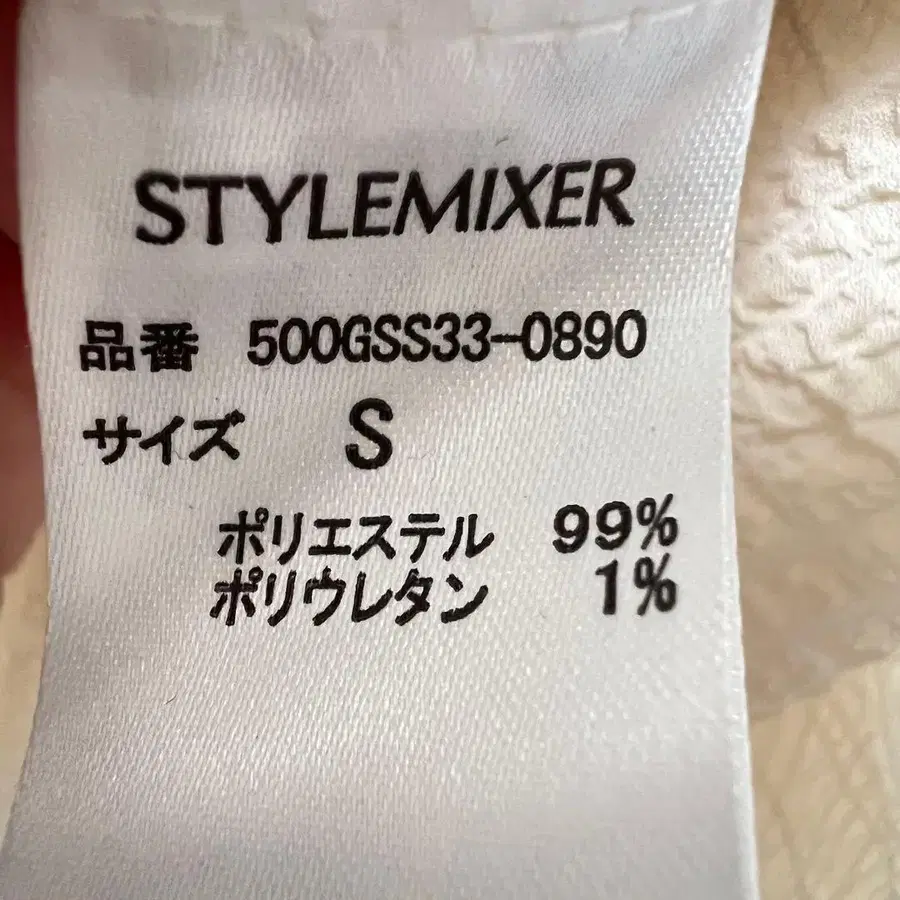 STYLEMIXER
品番 500GSS33-0890
サイズ S
ポリエステル 99%
ポリウレタン 1%